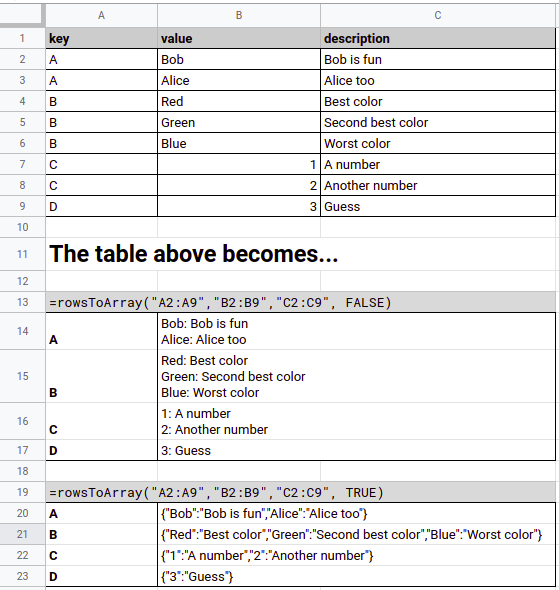 A B C
1 key value description
2 A Bob Bob is fun
3 A Alice Alice too
4 B Red Best color
5 B Green Second best color
6 B Blue Worst color
7 C 1 A number
8 C 2 Another number
9 D 3 Guess
10
11 The table above becomes...
12
13 =rowsToArray("A2:A9","B2:B9","C2:C9", FALSE)
14 A Bob: Bob is fun
Alice: Alice too
15 B Red: Best color
Green: Second best color
Blue: Worst color
16 C 1: A number
2: Another number
17 D 3: Guess
18
19 =rowsToArray("A2:A9","B2:B9","C2:C9", TRUE)
20 A {"Bob":"Bob is fun","Alice":"Alice too"}
21 B {"Red":"Best color","Green":"Second best color","Blue":"Worst color"}
22 C {"1":"A number","2":"Another number"}
23 D {"3":"Guess"}